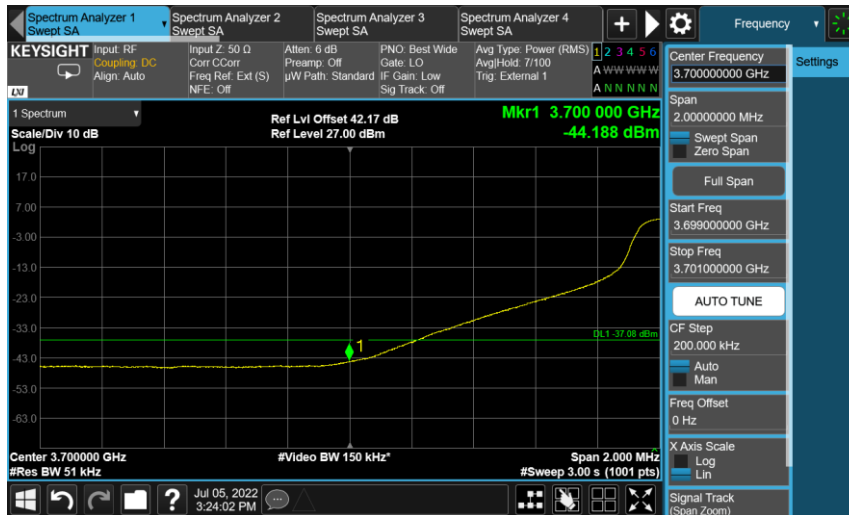 Spectrum Analyzer 1
Swept SA
Spectrum Analyzer 2
Swept SA
Spectrum Analyzer 3
Swept SA
Spectrum Analyzer 4
Swept SA
+
Frequency
KEYSIGHT
LXI
Input: RF
Coupling: DC
Align: Auto
Input Z: 50 Ω
Corr CCorr
Freq Ref: Ext (S)
NFE: Off
Atten: 6 dB
Preamp: Off
µW Path: Standard
PNO: Best Wide
Gate: LO
IF Gain: Low
Sig Track: Off
Avg Type: Power (RMS)
Avg|Hold: 7/100
Trig: External 1
1 2 3 4 5 6
A W W W W W
A N N N N N
1 Spectrum
Scale/Div 10 dB
Log
Ref Lvl Offset 42.17 dB
Ref Level 27.00 dBm
Mkr1 3.700 000 GHz
-44.188 dBm
17.0
7.00
-3.00
-13.0
-23.0
-33.0
-43.0
-53.0
-63.0
DL1 -37.08 dBm
1
Center 3.700000 GHz
#Res BW 51 kHz
#Video BW 150 kHz*
Span 2.000 MHz
#Sweep 3.00 s (1001 pts)
?
Jul 05, 2022
3:24:02 PM
Center Frequency
3.700000000 GHz
Span
2.00000000 MHz
Swept Span
Zero Span
Full Span
Start Freq
3.699000000 GHz
Stop Freq
3.701000000 GHz
AUTO TUNE
CF Step
200.000 kHz
Auto
Man
Freq Offset
0 Hz
X Axis Scale
Log
Lin
Signal Track
(Span Zoom)
Settings